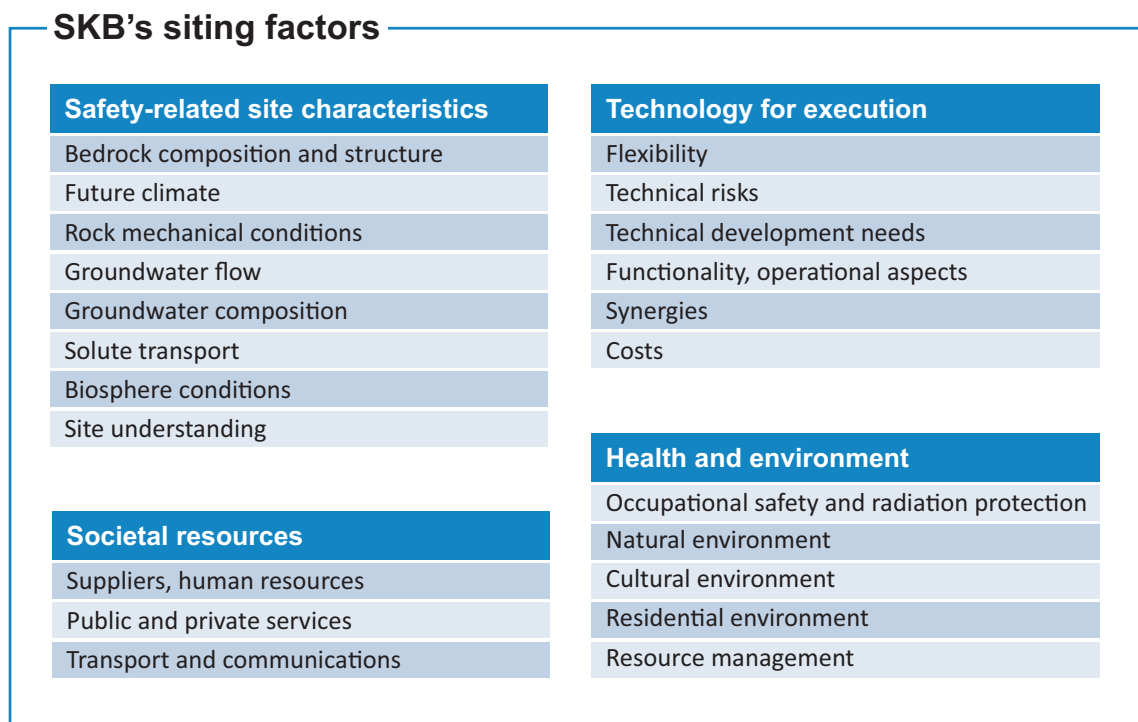 SKB’s siting factors
Safety-related site characteristics
Bedrock composition and structure
Future climate
Rock mechanical conditions
Groundwater flow
Groundwater composition
Solute transport
Biosphere conditions
Site understanding
Societal resources
Suppliers, human resources
Public and private services
Transport and communications
Technology for execution
Flexibility
Technical risks
Technical development needs
Functionality, operational aspects
Synergies
Costs
Health and environment
Occupational safety and radiation protection
Natural environment
Cultural environment
Residential environment
Resource management